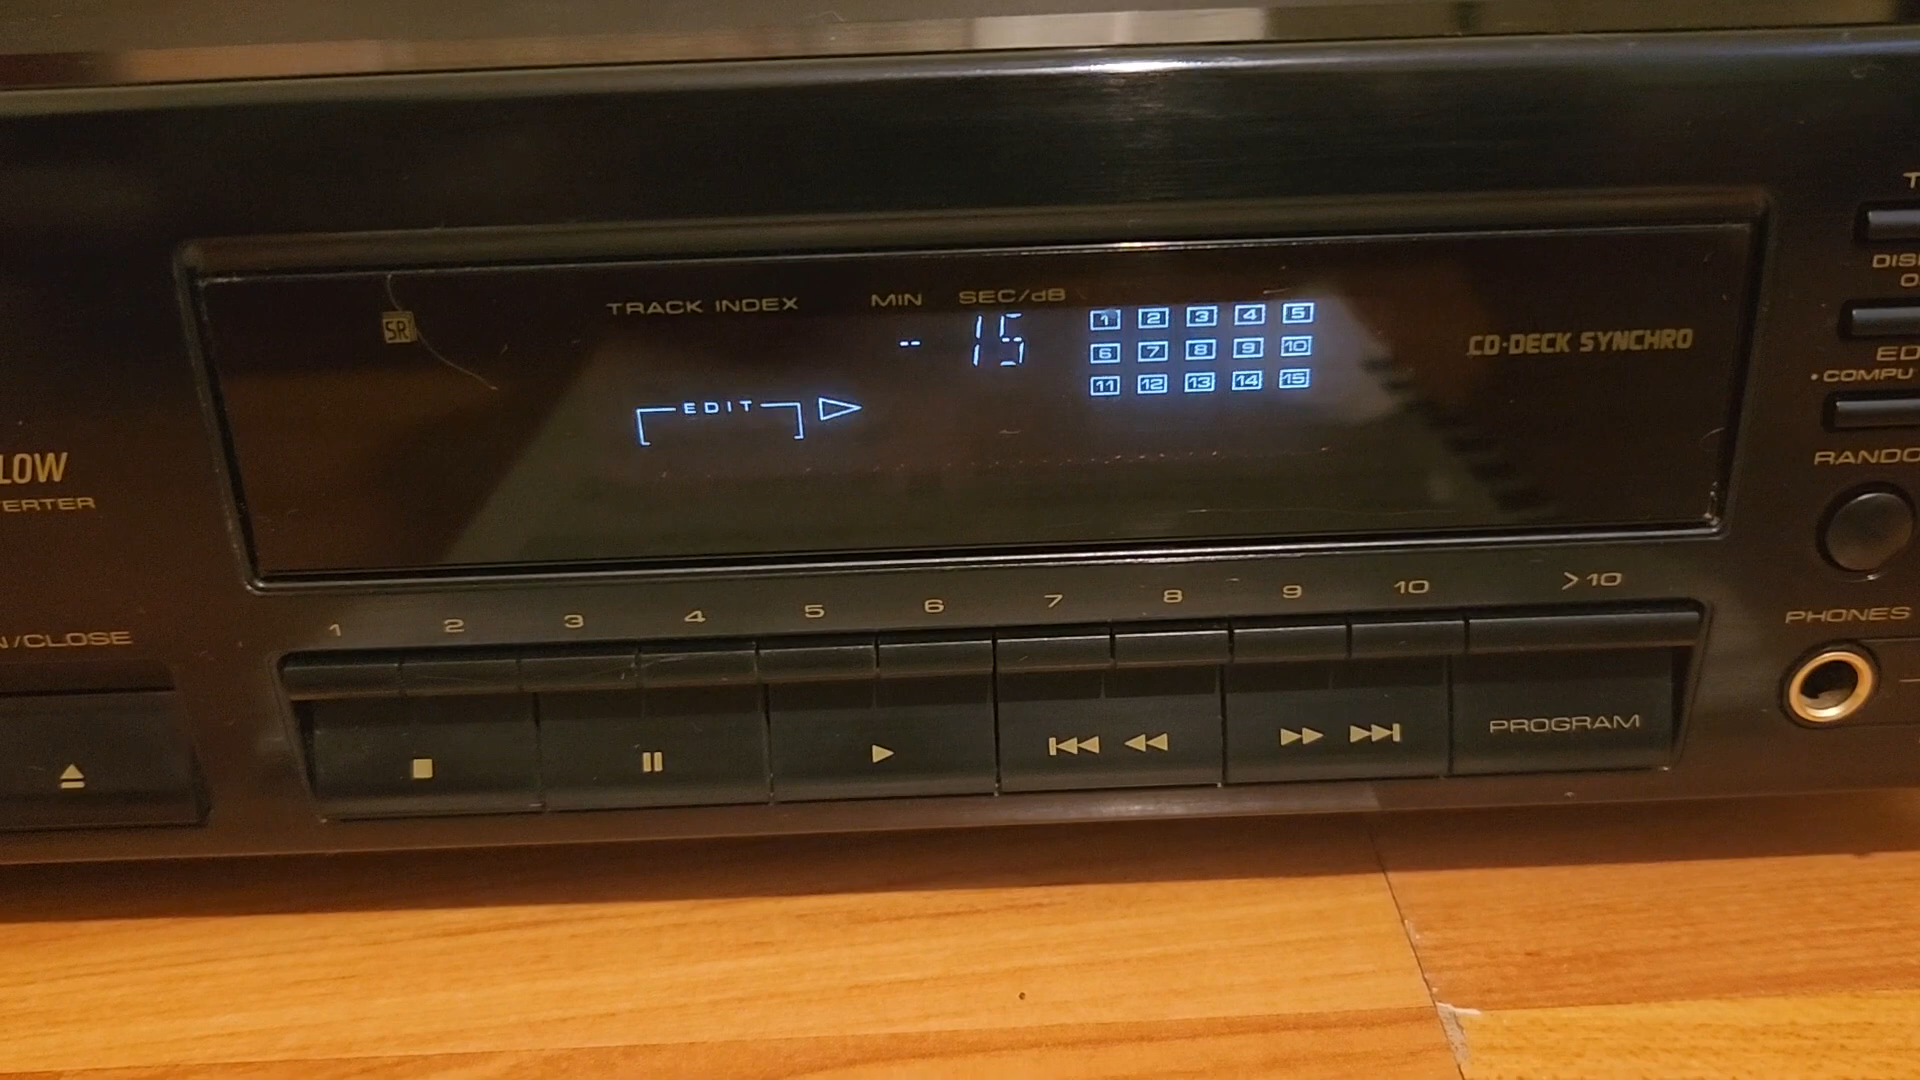 TRACK INDEX MIN SEC/dB
SR
-- 15
1 2 3 4 5
6 7 8 9 10
11 12 13 14 15
EDIT
CD·DECK SYNCHRO
T
DIS
O
ED
• COMPU
RANDO
PHONES
LOW
ERTER
N/CLOSE
1 2 3 4 5 6 7 8 9 10 >10
PROGRAM